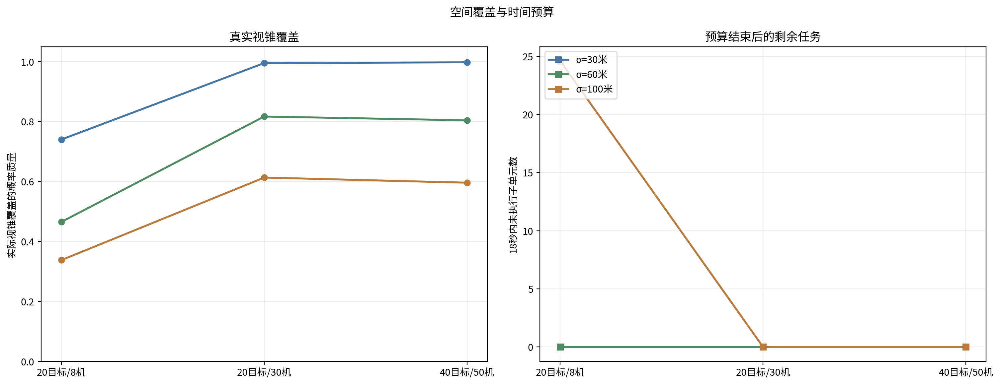 空间覆盖与时间预算
真实视锥覆盖
实际视锥覆盖的概率质量
1.0
0.8
0.6
0.4
0.2
0.0
20目标/8机
20目标/30机
40目标/50机
预算结束后的剩余任务
18秒内未执行子单元数
25
20
15
10
5
0
σ=30米
σ=60米
σ=100米
20目标/8机
20目标/30机
40目标/50机